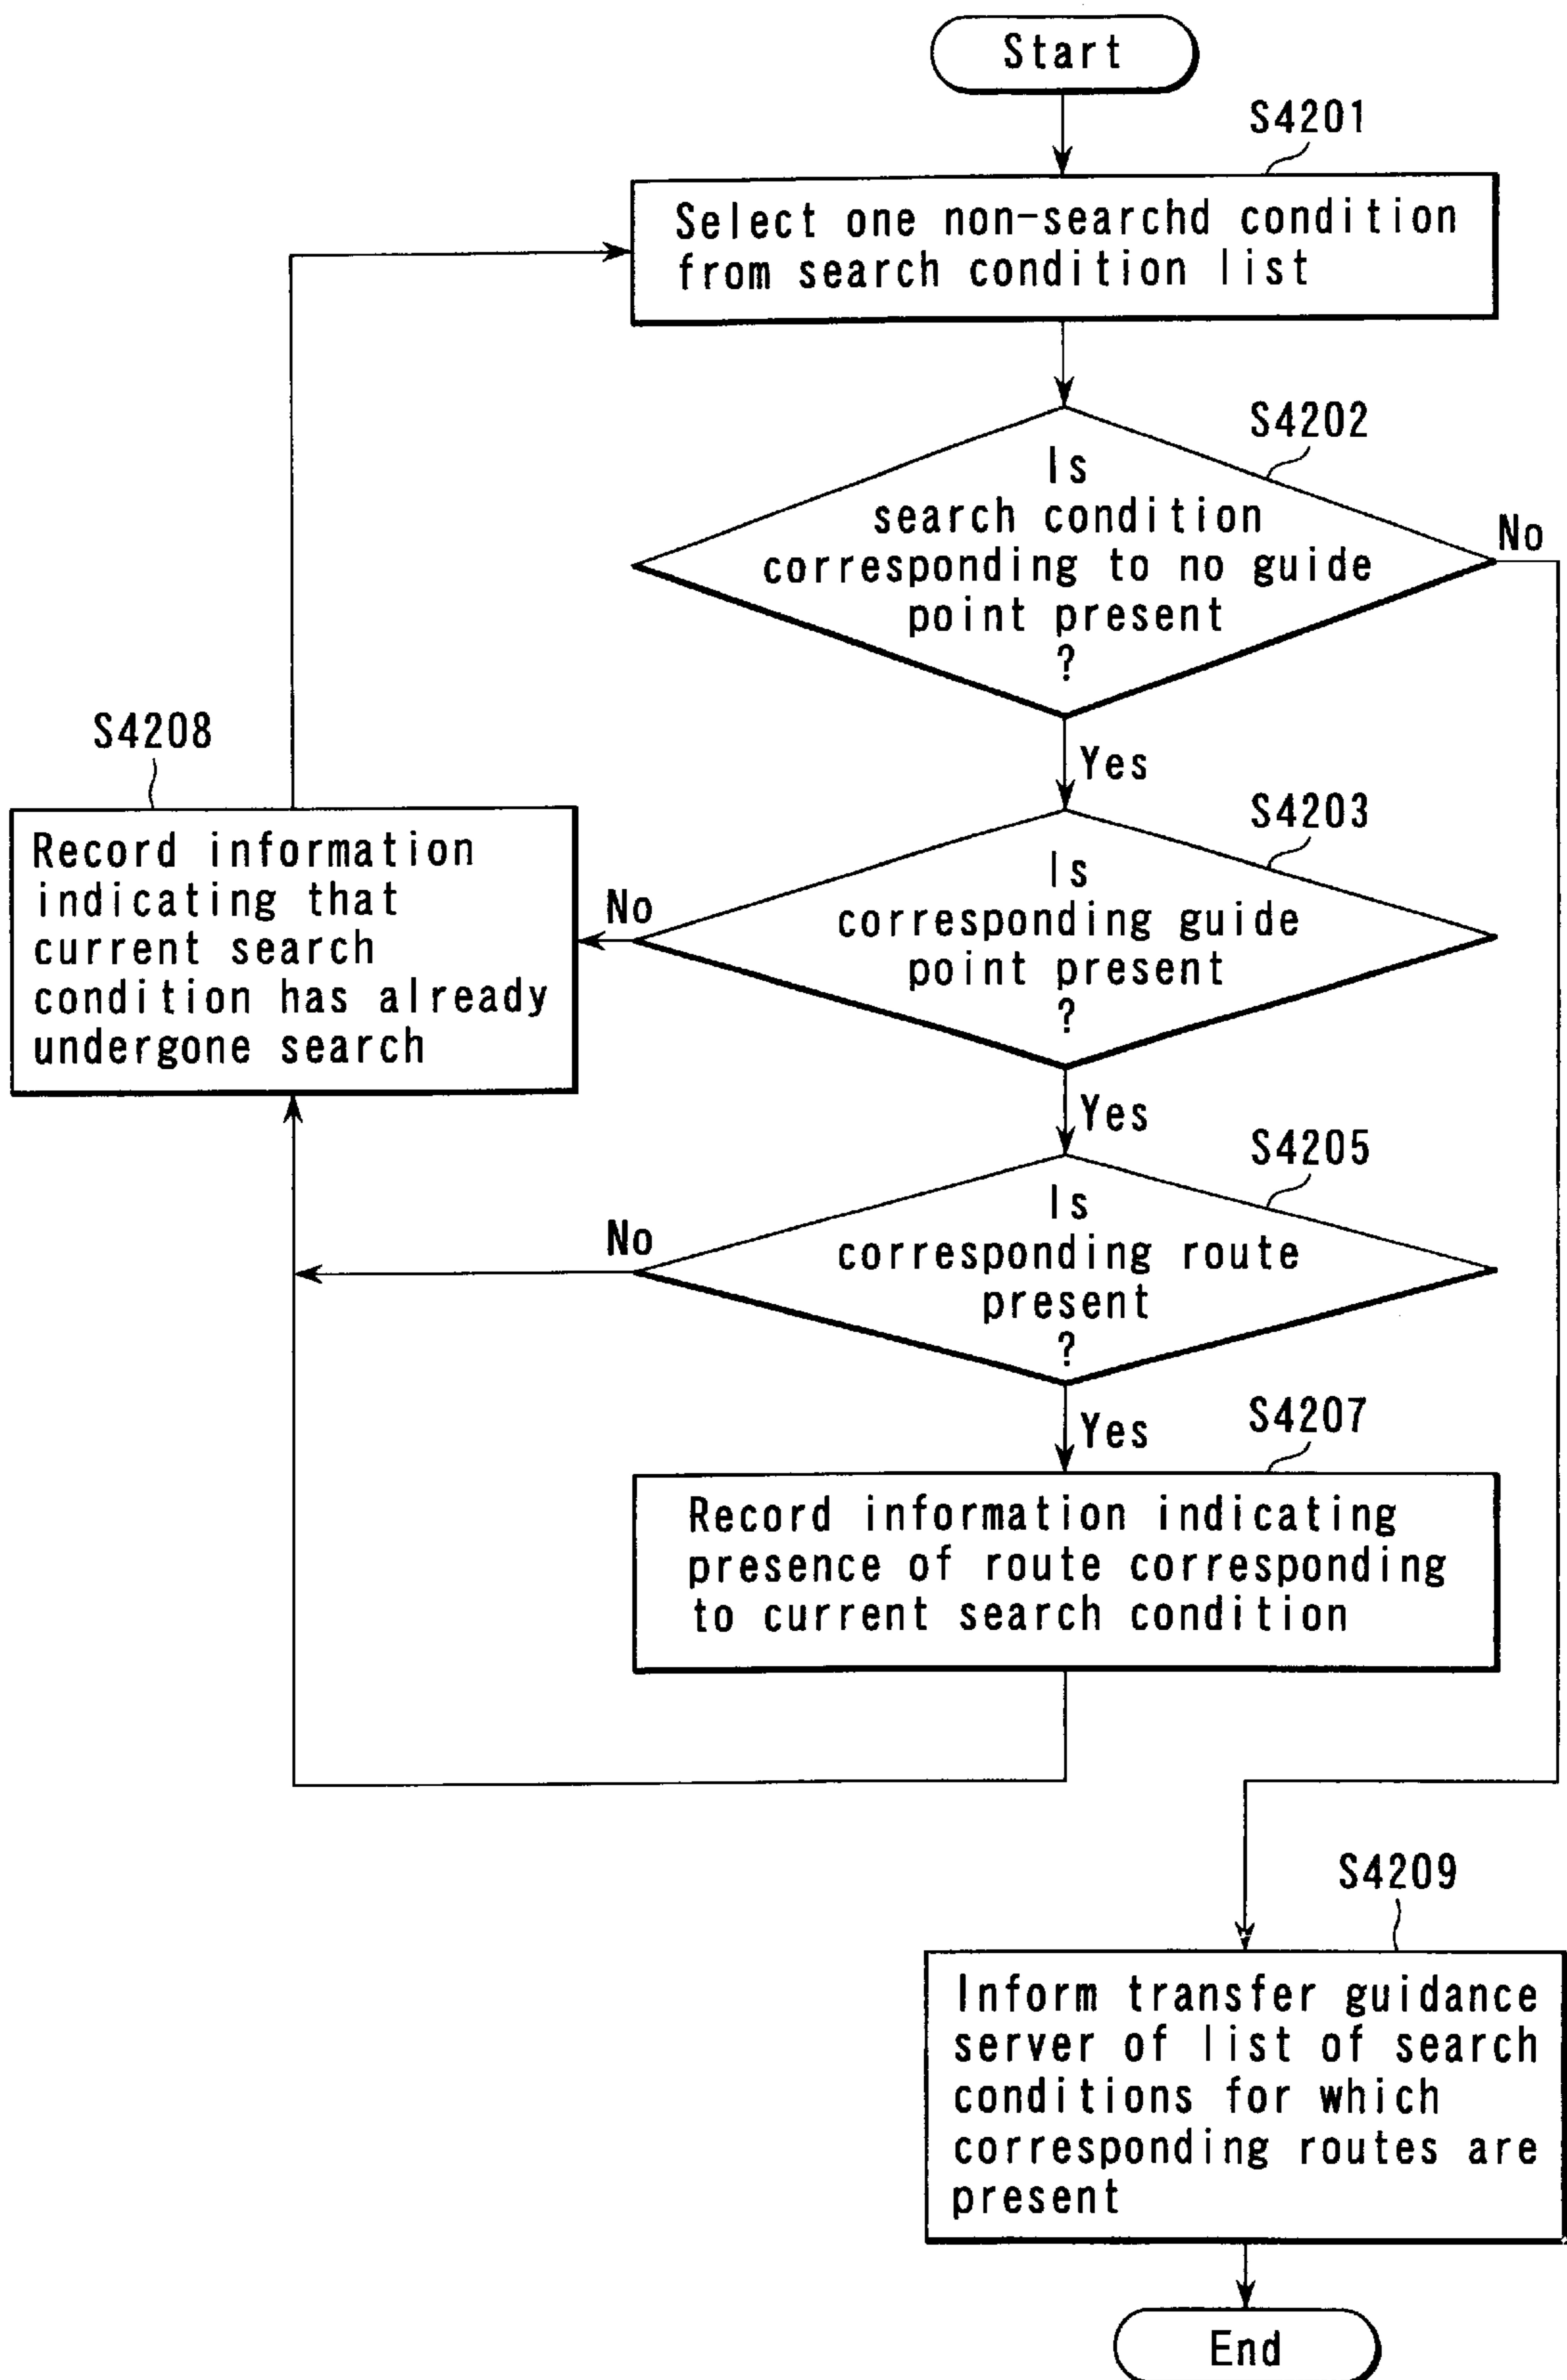 Start
S4201
Select one non-searchd condition
from search condition list
S4202
Is
search condition
corresponding to no guide
point present
?
No
Yes
S4208
Record information
indicating that
current search
condition has already
undergone search
S4203
Is
corresponding guide
point present
?
No
Yes
S4205
Is
corresponding route
present
?
No
Yes
S4207
Record information indicating
presence of route corresponding
to current search condition
S4209
Inform transfer guidance
server of list of search
conditions for which
corresponding routes are
present
End